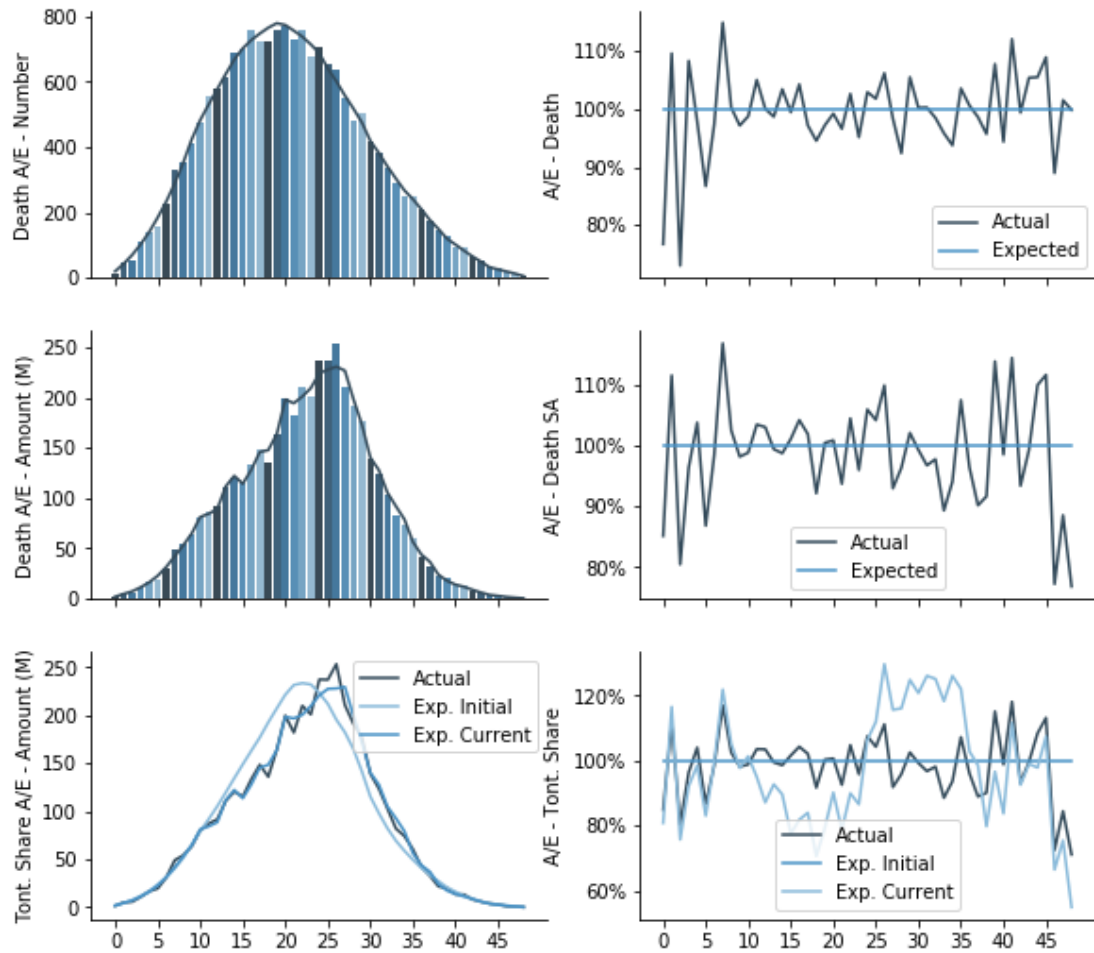 Death A/E - Number
800
600
400
200
0
A/E - Death
110%
100%
90%
80%
Actual
Expected
Death A/E - Amount (M)
250
200
150
100
50
0
A/E - Death SA
110%
100%
90%
80%
Actual
Expected
Tont. Share A/E - Amount (M)
250
200
150
100
50
0
Actual
Exp. Initial
Exp. Current
0 5 10 15 20 25 30 35 40 45
A/E - Tont. Share
120%
100%
80%
60%
Actual
Exp. Initial
Exp. Current
0 5 10 15 20 25 30 35 40 45